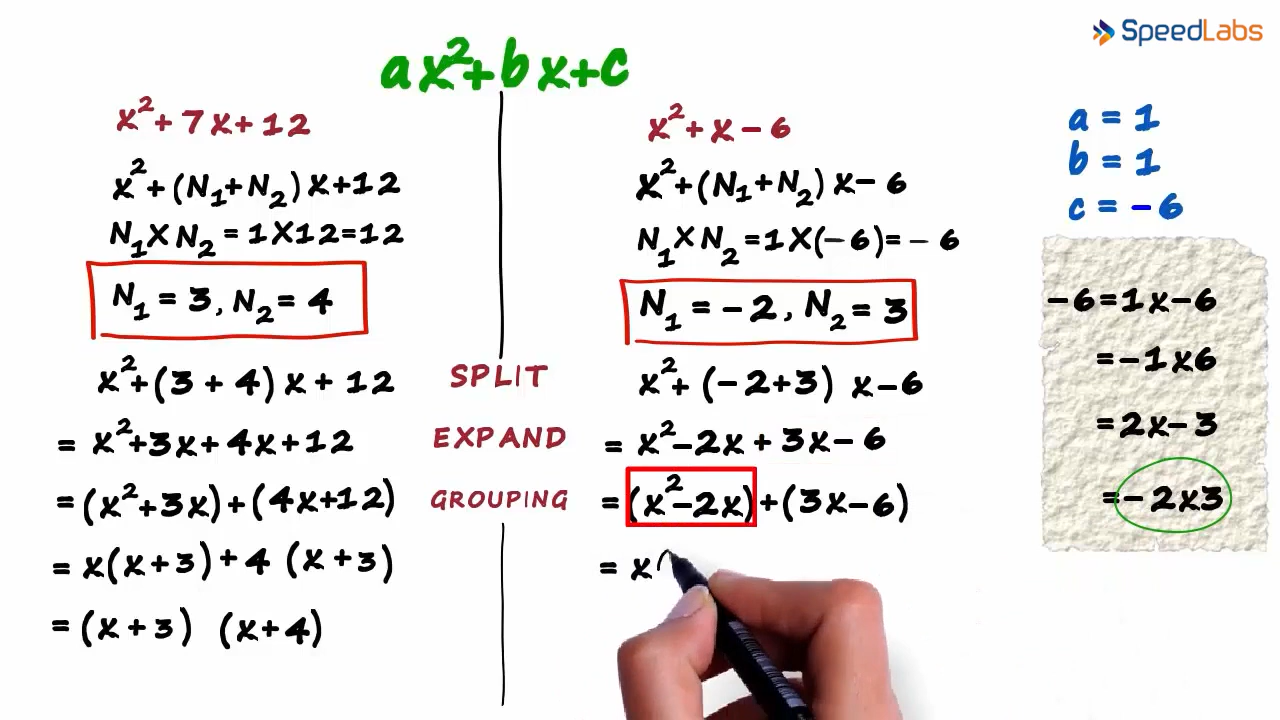 SpeedLabs
ax²+bx+c
x²+7x+12
x²+(N₁+N₂)x+12
N₁XN₂=1X12=12
N₁=3, N₂=4
x²+(3+4)x+12
=x²+3x+4x+12
=(x²+3x)+(4x+12)
=x(x+3)+4(x+3)
=(x+3) (x+4)
SPLIT
EXPAND
GROUPING
x²+x-6
x²+(N₁+N₂)x-6
N₁XN₂=1X(-6)=-6
N₁=-2, N₂=3
x²+(-2+3) x-6
=x²-2x+3x-6
=(x²-2x)+(3x-6)
=x(
a=1
b=1
c=-6
-6=1x-6
=-1x6
=2x-3
=-2x3